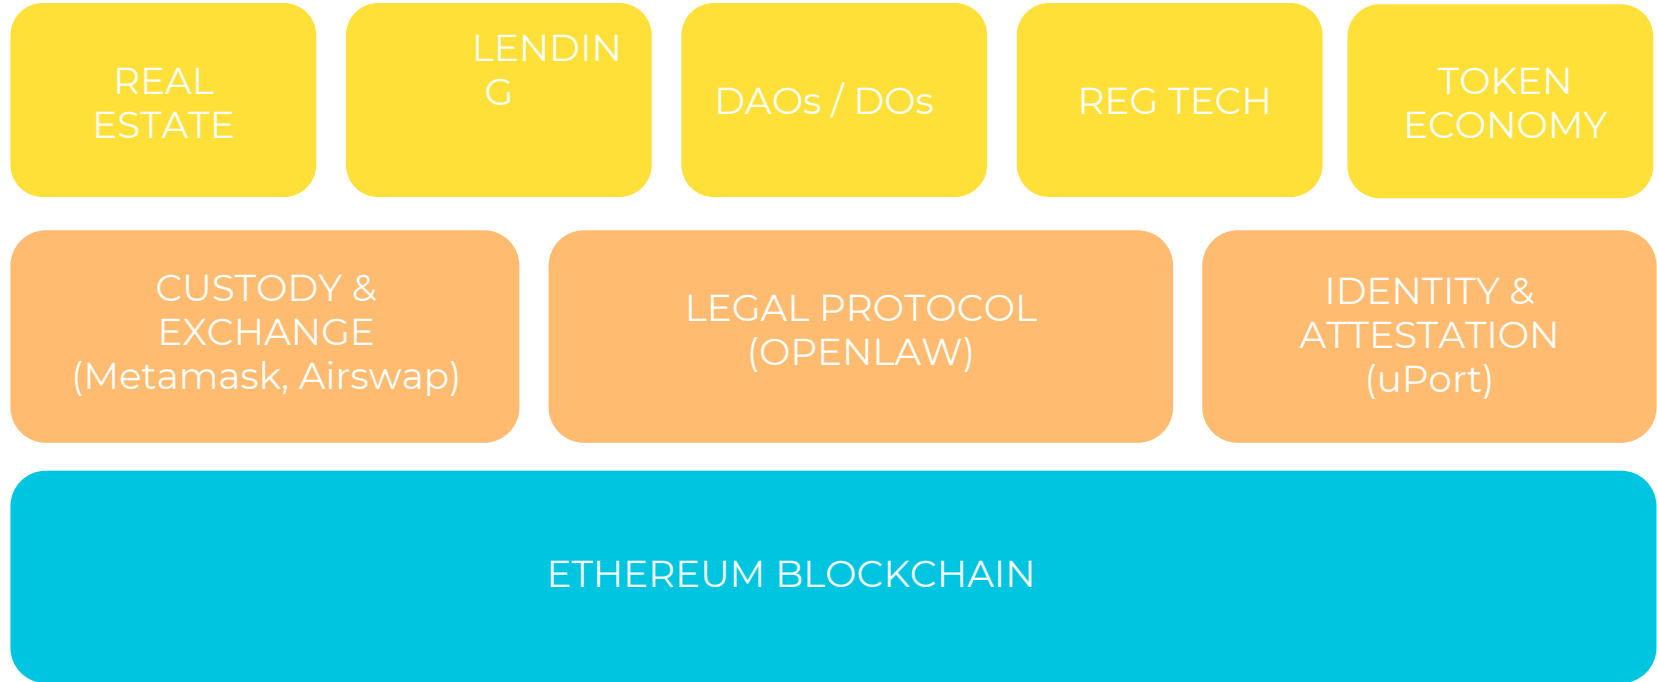 REAL
ESTATE
LENDIN
G
DAOs / DOs
REG TECH
TOKEN
ECONOMY
CUSTODY &
EXCHANGE
(Metamask, Airswap)
LEGAL PROTOCOL
(OPENLAW)
IDENTITY &
ATTESTATION
(uPort)
ETHEREUM BLOCKCHAIN